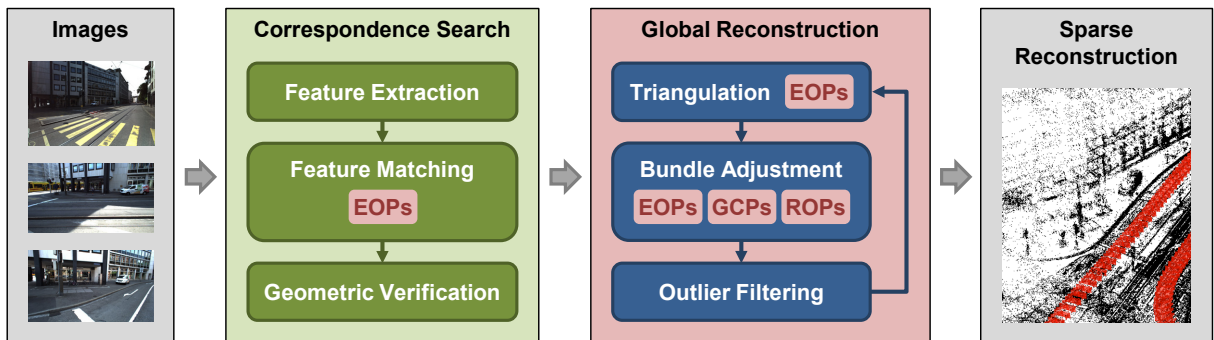 Images
Correspondence Search
Feature Extraction
Feature Matching
EOPs
Geometric Verification
Global Reconstruction
Triangulation EOPs
Bundle Adjustment
EOPs GCPs ROPs
Outlier Filtering
Sparse
Reconstruction